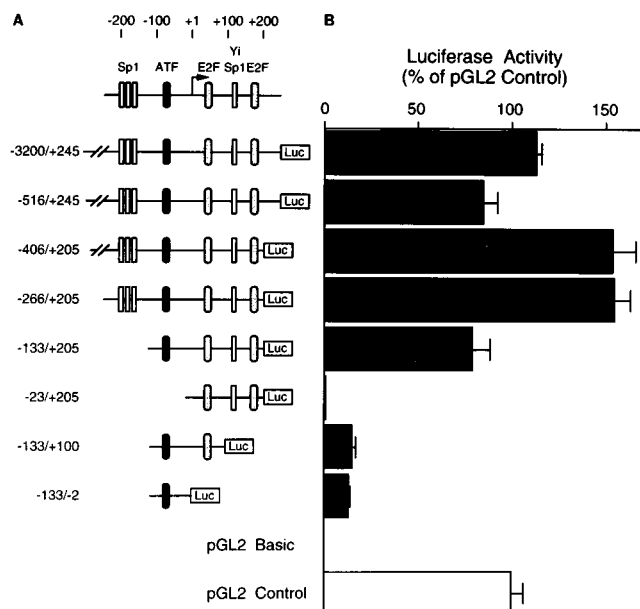 A
B
-200 -100 +1 +100 +200
Yi
Sp1 ATF E2F Sp1 E2F
Luciferase Activity
(% of pGL2 Control)
0 50 100 150
-3200/+245 Luc
-516/+245 Luc
-406/+205 Luc
-266/+205 Luc
-133/+205 Luc
-23/+205 Luc
-133/+100 Luc
-133/-2 Luc
pGL2 Basic
pGL2 Control